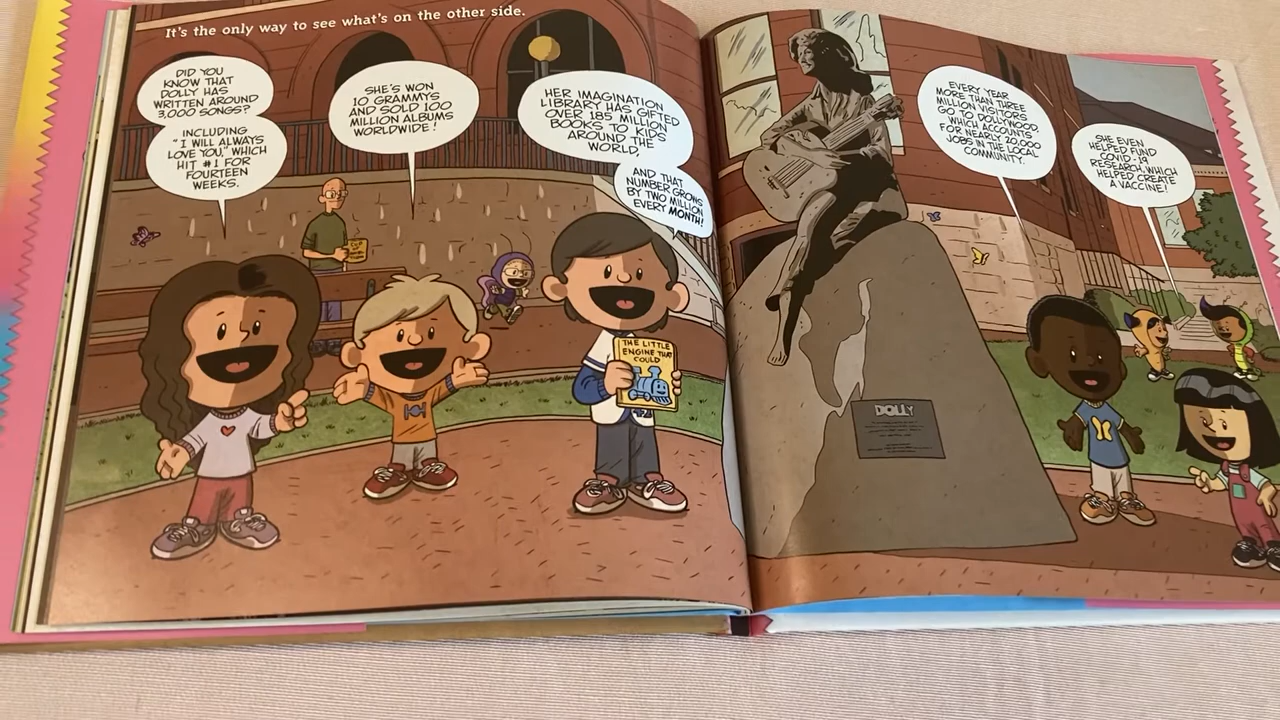 It's the only way to see what's on the other side.
DID YOU
KNOW THAT
DOLLY HAS
WRITTEN AROUND
3,000 SONGS?
INCLUDING
"I WILL ALWAYS
LOVE YOU," WHICH
HIT #1 FOR
FOURTEEN
WEEKS.
SHE'S WON
10 GRAMMYS
AND SOLD 100
MILLION ALBUMS
WORLDWIDE!
HER IMAGINATION
LIBRARY HAS GIFTED
OVER 185 MILLION
BOOKS TO KIDS
AROUND THE
WORLD,
AND THAT
NUMBER GROWS
BY TWO MILLION
EVERY MONTH!
THE LITTLE
ENGINE THAT
COULD
EVERY YEAR
MORE THAN THREE
MILLION VISITORS
GO TO DOLLYWOOD,
WHICH ACCOUNTS
FOR NEARLY 20,000
JOBS IN THE LOCAL
COMMUNITY.
SHE EVEN
HELPED FUND
COVID-19
RESEARCH, WHICH
HELPED CREATE
A VACCINE!
DOLLY